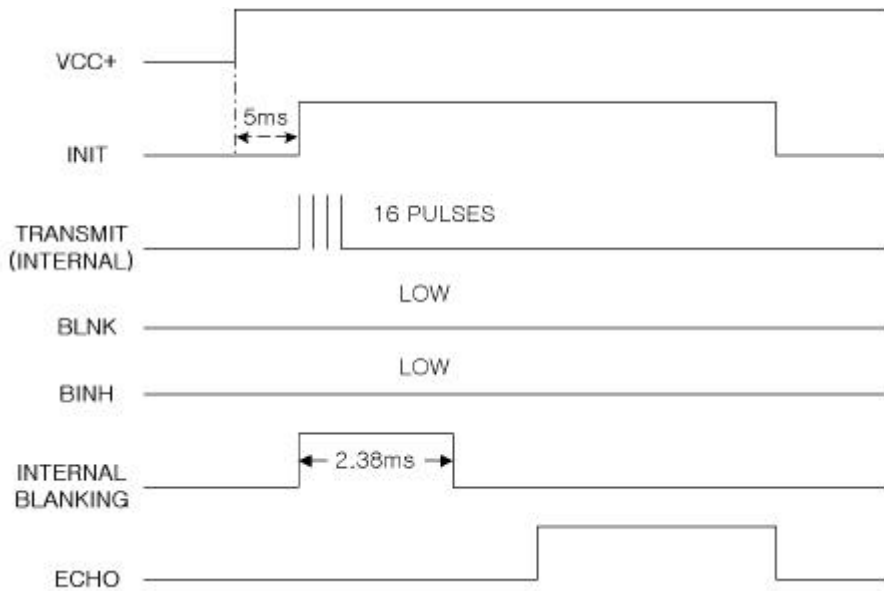 VCC+
5ms
INIT
16 PULSES
TRANSMIT
(INTERNAL)
LOW
BLNK
LOW
BINH
2.38ms
INTERNAL
BLANKING
ECHO